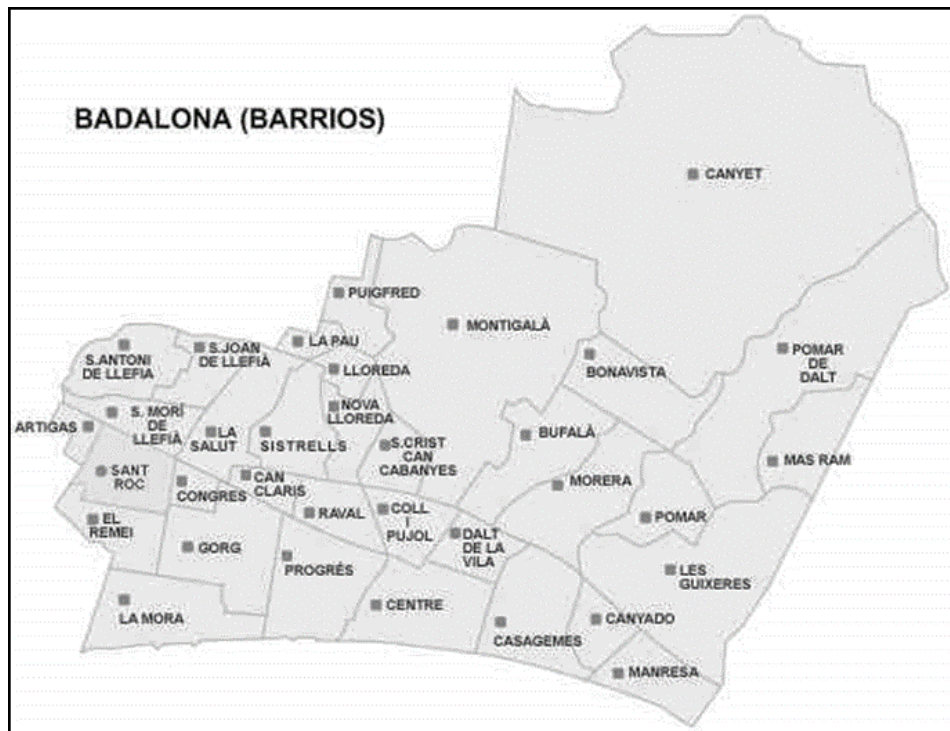 BADALONA (BARRIOS)
CANYET
PUIGFRED
MONTIGALÀ
LA PAU
S.JOAN
DE LLEFIÀ
S.ANTONI
DE LLEFIA
LLOREDA
BONAVISTA
POMAR
DE
DALT
NOVA
LLOREDA
S. MORÍ
DE
LLEFIÀ
ARTIGAS
LA
SALUT
SISTRELLS
S.CRIST
CAN
CABANYES
BUFALÀ
MAS RAM
SANT
ROC
CONGRES
CAN
CLARIS
MORERA
RAVAL
COLL
I
PUJOL
POMAR
EL
REMEI
GORG
PROGRÉS
DALT
DE LA
VILA
LES
GUIXERES
LA MORA
CENTRE
CASAGEMES
CANYADO
MANRESA